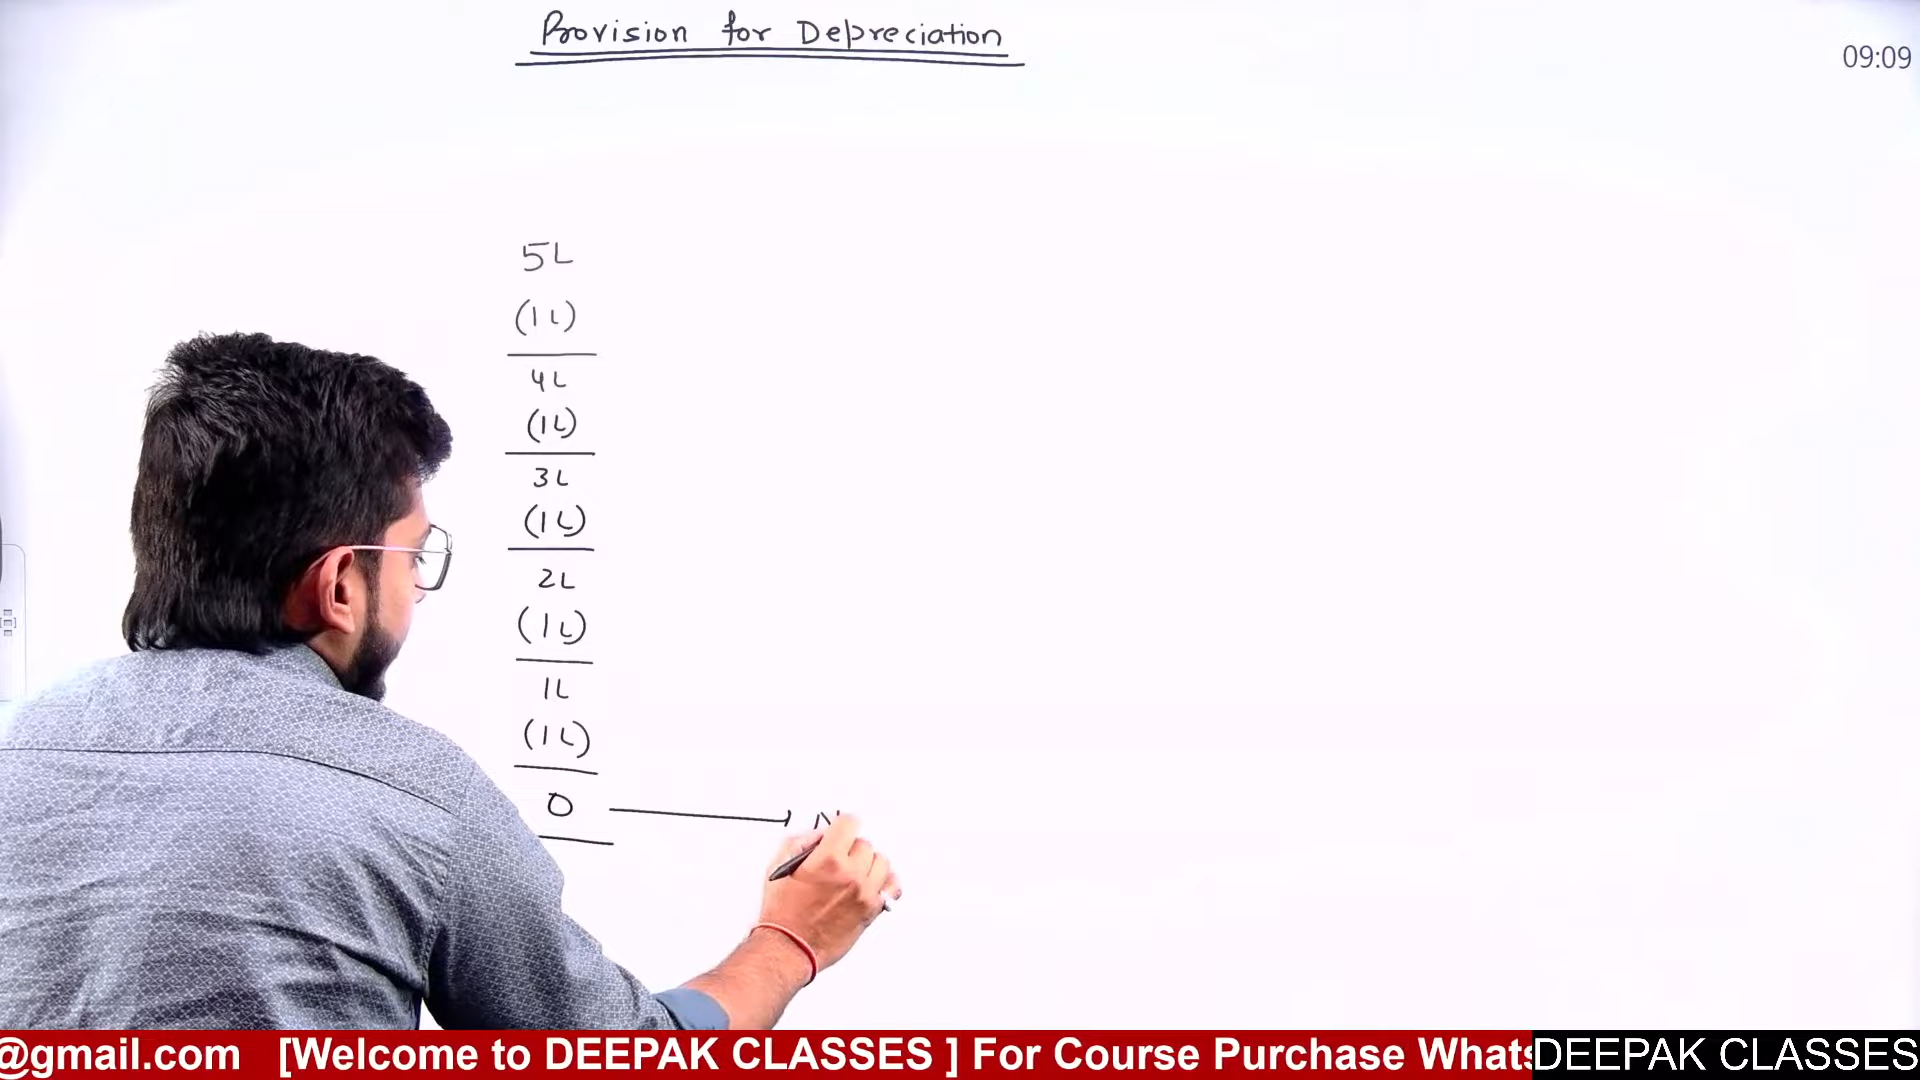 Provision for Depreciation
09:09
5L
(1L)
4L
(1L)
3L
(1L)
2L
(1L)
1L
(1L)
0
@gmail.com [Welcome to DEEPAK CLASSES ] For Course Purchase Whats
DEEPAK CLASSES